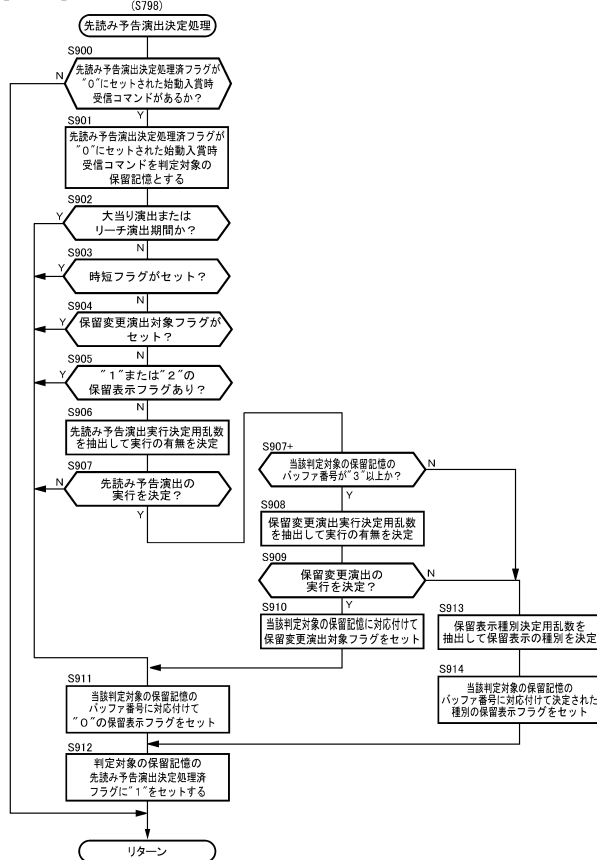 (S798)
先読み予告演出決定処理
S900
N
先読み予告演出決定処理済フラグが
"0"にセットされた始動入賞時
受信コマンドがあるか?
Y
S901
先読み予告演出決定処理済フラグが
"0"にセットされた始動入賞時
受信コマンドを判定対象の
保留記憶とする
S902
Y
大当り演出または
リーチ演出期間か?
N
S903
Y
時短フラグがセット?
N
S904
Y
保留変更演出対象フラグが
セット?
N
S905
Y
"1"または"2"の
保留表示フラグあり?
N
S906
先読み予告演出実行決定用乱数
を抽出して実行の有無を決定
S907
N
先読み予告演出の
実行を決定?
Y
S907+
当該判定対象の保留記憶の
バッファ番号が"3"以上か?
N
Y
S908
保留変更演出実行決定用乱数
を抽出して実行の有無を決定
S909
保留変更演出の
実行を決定?
N
Y
S910
当該判定対象の保留記憶に対応付けて
保留変更演出対象フラグをセット
S913
保留表示種別決定用乱数を
抽出して保留表示の種別を決定
S914
当該判定対象の保留記憶の
バッファ番号に対応付けて決定された
種別の保留表示フラグをセット
S911
当該判定対象の保留記憶の
バッファ番号に対応付けて
"0"の保留表示フラグをセット
S912
判定対象の保留記憶の
先読み予告演出決定処理済
フラグに"1"をセットする
リターン